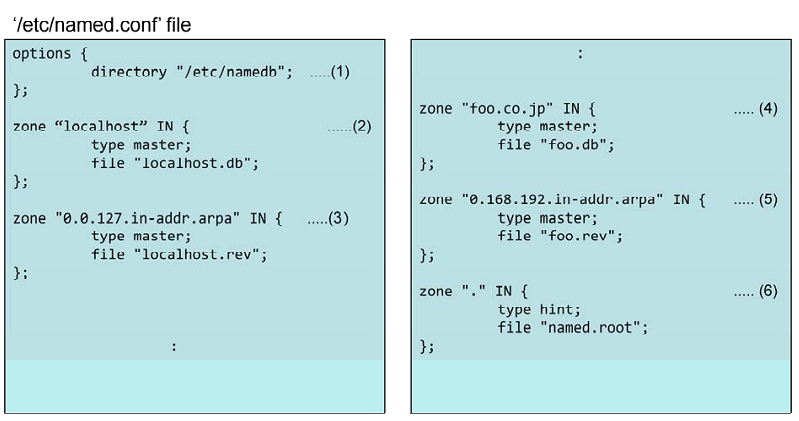 ‘/etc/named.conf’ file
options {
directory "/etc/namedb"; .....(1)
};
zone “localhost” IN { ......(2)
type master;
file "localhost.db";
};
zone "0.0.127.in-addr.arpa" IN { .....(3)
type master;
file "localhost.rev";
};
:
:
zone "foo.co.jp" IN { ..... (4)
type master;
file "foo.db";
};
zone "0.168.192.in-addr.arpa" IN { ..... (5)
type master;
file "foo.rev";
};
zone "." IN { ..... (6)
type hint;
file "named.root";
};